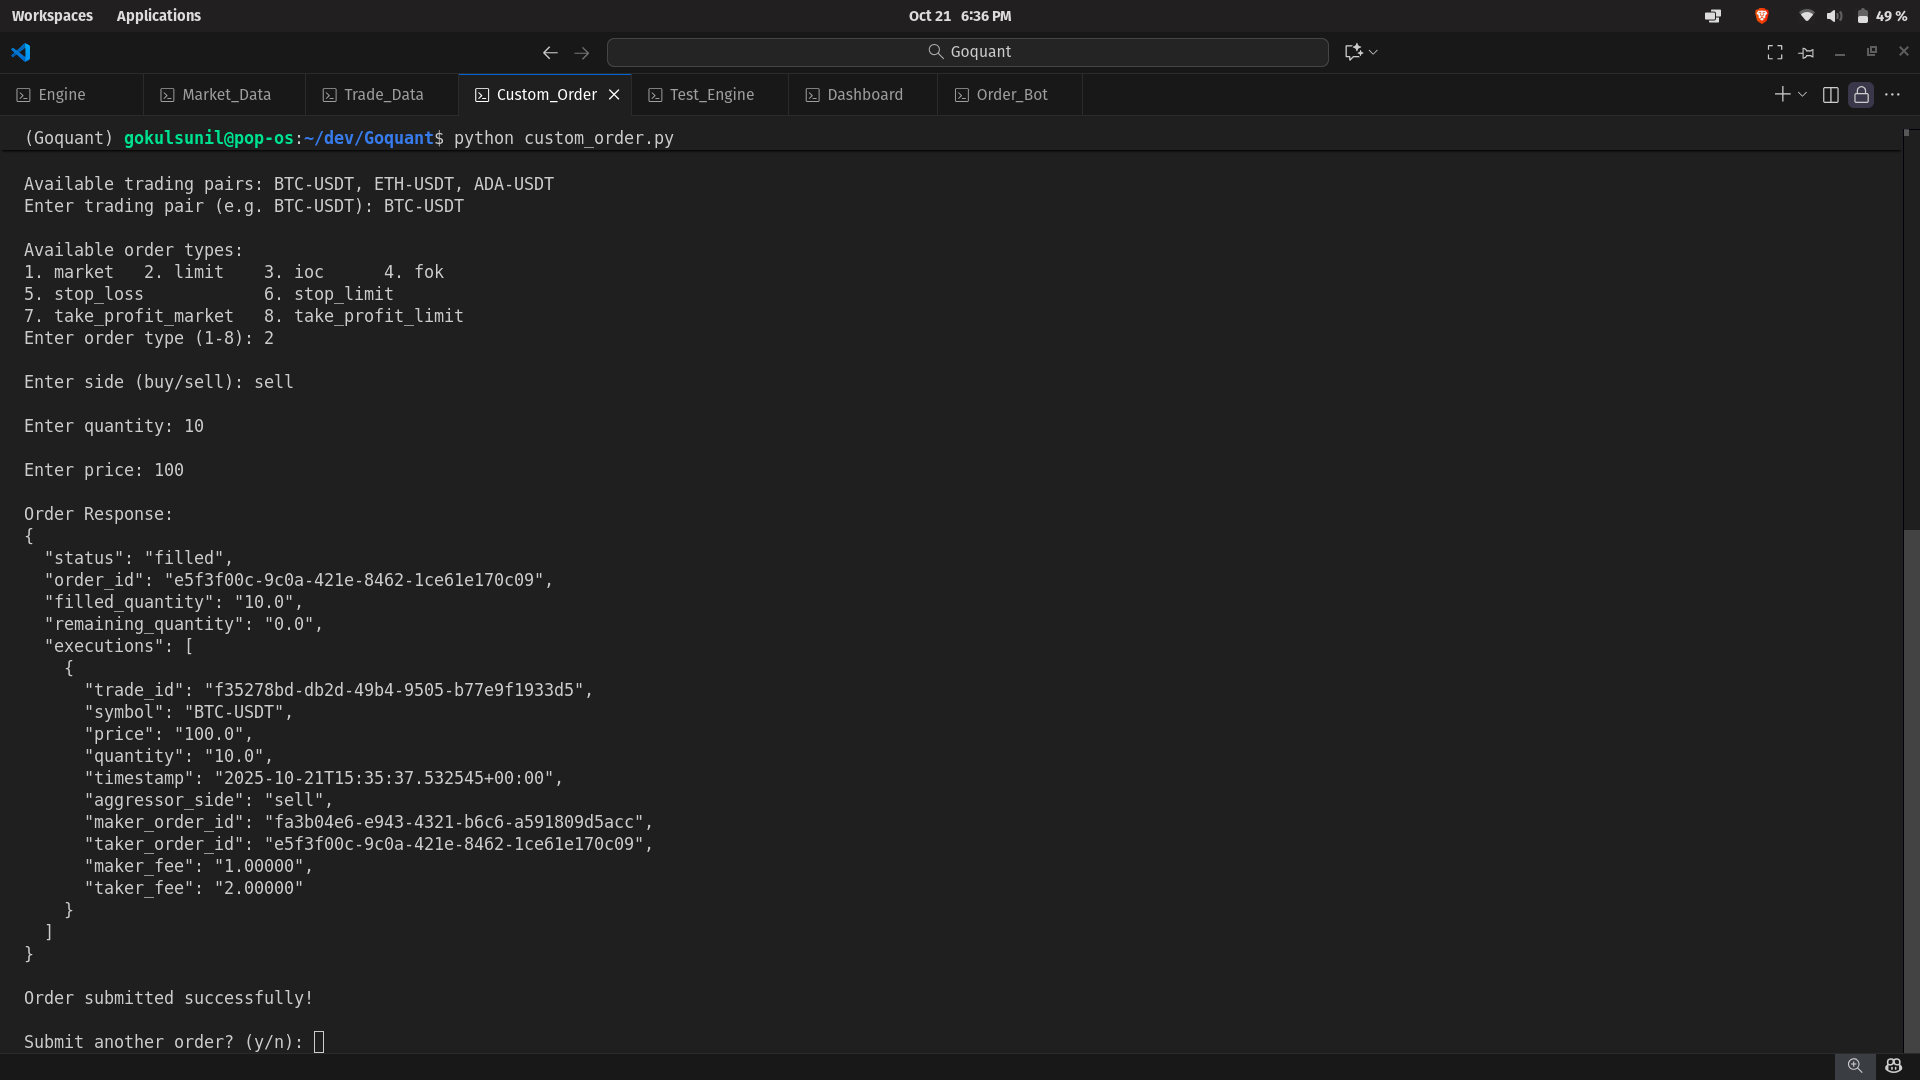 Workspaces Applications Oct 21 6:36 PM 49 %
Goquant
Engine Market_Data Trade_Data Custom_Order Test_Engine Dashboard Order_Bot
(Goquant) gokulsunil@pop-os:~/dev/Goquant$ python custom_order.py
Available trading pairs: BTC-USDT, ETH-USDT, ADA-USDT
Enter trading pair (e.g. BTC-USDT): BTC-USDT
Available order types:
1. market   2. limit    3. ioc      4. fok
5. stop_loss            6. stop_limit
7. take_profit_market   8. take_profit_limit
Enter order type (1-8): 2
Enter side (buy/sell): sell
Enter quantity: 10
Enter price: 100
Order Response:
{
  "status": "filled",
  "order_id": "e5f3f00c-9c0a-421e-8462-1ce61e170c09",
  "filled_quantity": "10.0",
  "remaining_quantity": "0.0",
  "executions": [
    {
      "trade_id": "f35278bd-db2d-49b4-9505-b77e9f1933d5",
      "symbol": "BTC-USDT",
      "price": "100.0",
      "quantity": "10.0",
      "timestamp": "2025-10-21T15:35:37.532545+00:00",
      "aggressor_side": "sell",
      "maker_order_id": "fa3b04e6-e943-4321-b6c6-a591809d5acc",
      "taker_order_id": "e5f3f00c-9c0a-421e-8462-1ce61e170c09",
      "maker_fee": "1.00000",
      "taker_fee": "2.00000"
    }
  ]
}
Order submitted successfully!
Submit another order? (y/n):